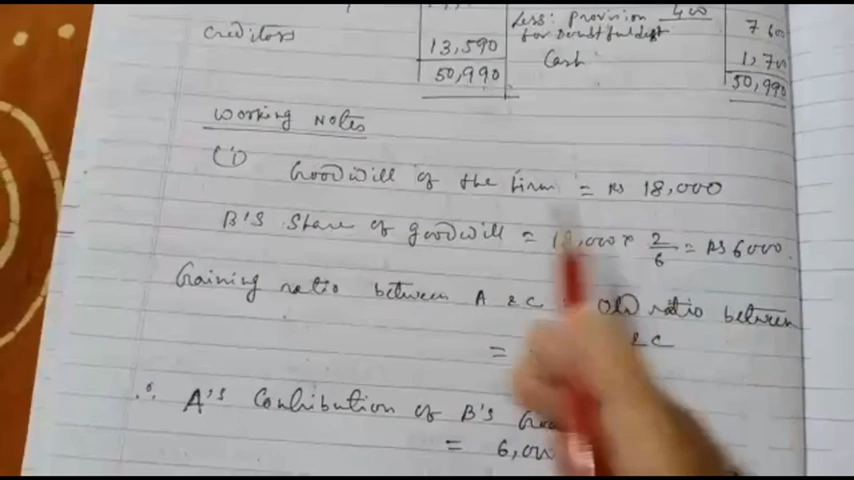 Creditors 13,590
50,990
Less: Provision 400
for Doubtful debt 7600
Cash 1,700
50,990
Working Notes
(1) Goodwill of the firm = Rs 18,000
B's Share of goodwill = 18,000 × 2/6 = Rs 6000.
Gaining ratio between A & C = Old ratio between
= & C
∴ A's Contribution of B's
= 6,000